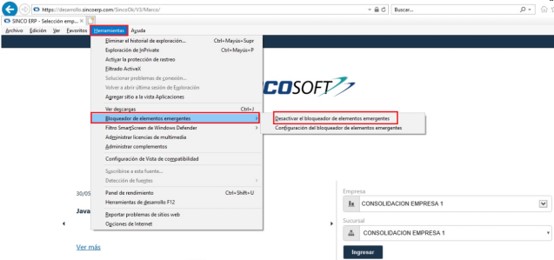 https://desarrollo.sincoerp.com/SincoOk/V3/Marco/
Buscar...
SINCO ERP - Selección emp...
Archivo Edición Ver Favoritos Herramientas Ayuda
Eliminar el historial de exploración... Ctrl+Mayús+Supr
Exploración de InPrivate Ctrl+Mayús+P
Activar la protección de rastreo
Filtrado ActiveX
Solucionar problemas de conexión...
Volver a abrir última sesión de Exploración
Agregar sitio a la vista Aplicaciones
Ver descargas Ctrl+J
Bloqueador de elementos emergentes
Desactivar el bloqueador de elementos emergentes
Filtro SmartScreen de Windows Defender
Configuración del bloqueador de elementos emergentes
Administrar licencias de multimedia
Administrar complementos
Configuración de Vista de compatibilidad
Suscribirse a esta fuente...
Detección de fuentes
Panel de rendimiento Ctrl+Shift+U
Herramientas de desarrollo F12
Reportar problemas de sitios web
Opciones de Internet
COSOFT
30/05
Java
Ver más
Empresa
CONSOLIDACION EMPRESA 1
Sucursal
CONSOLIDACION EMPRESA 1
Ingresar